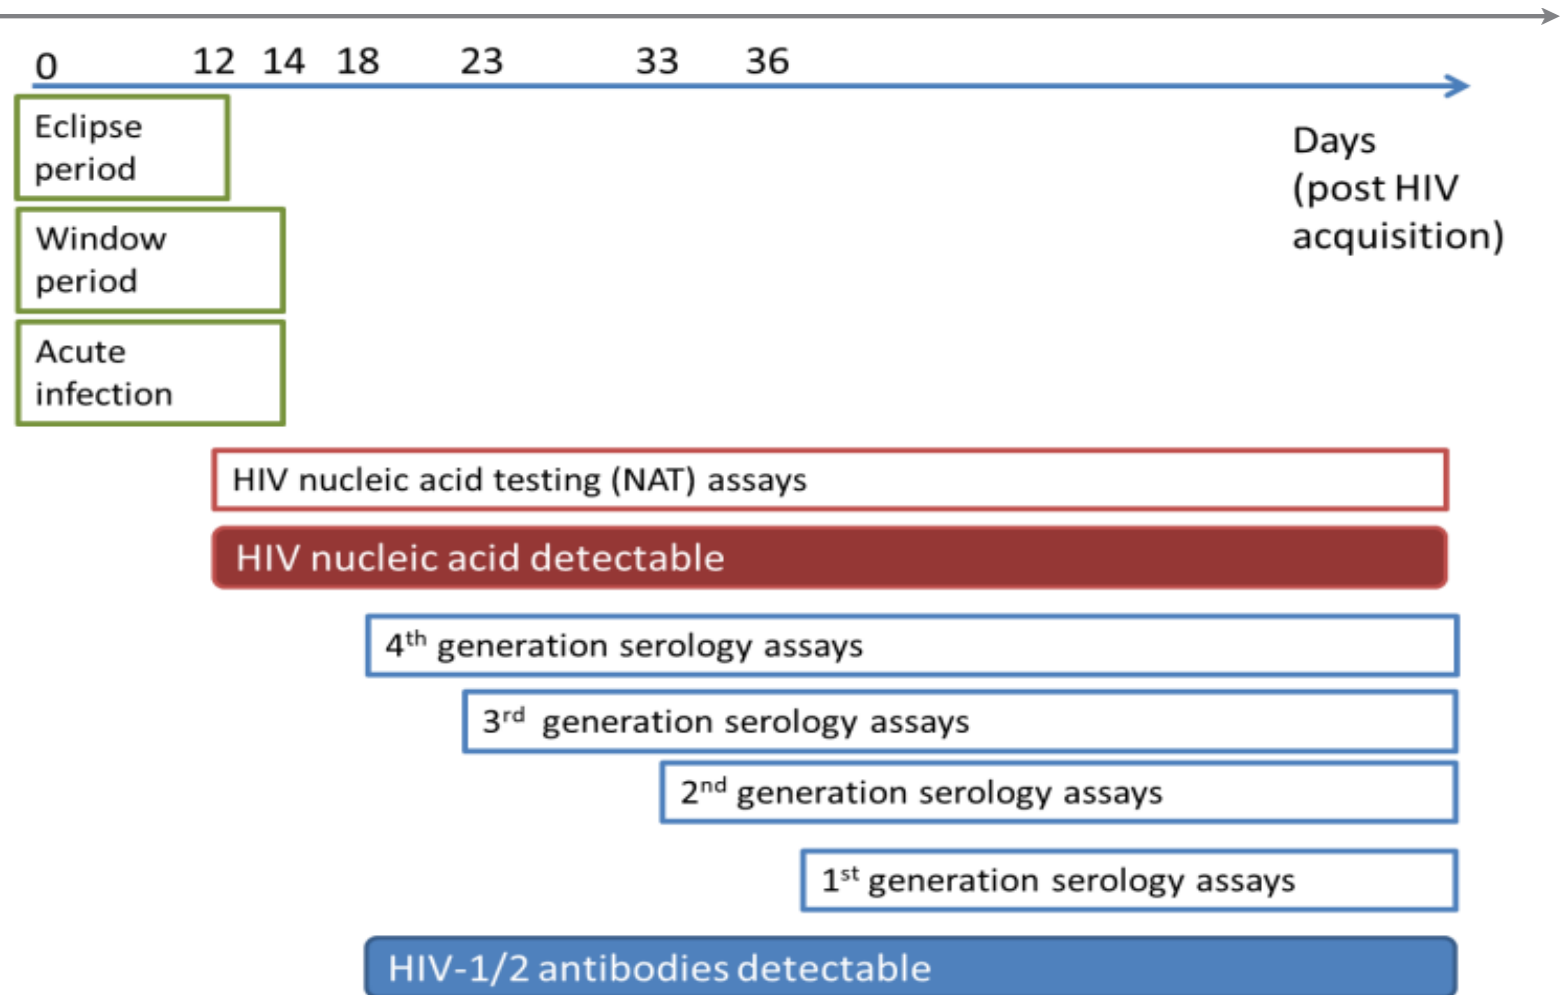 0 12 14 18 23 33 36
Eclipse
period
Days
(post HIV
acquisition)
Window
period
Acute
infection
HIV nucleic acid testing (NAT) assays
HIV nucleic acid detectable
4th generation serology assays
3rd generation serology assays
2nd generation serology assays
1st generation serology assays
HIV-1/2 antibodies detectable